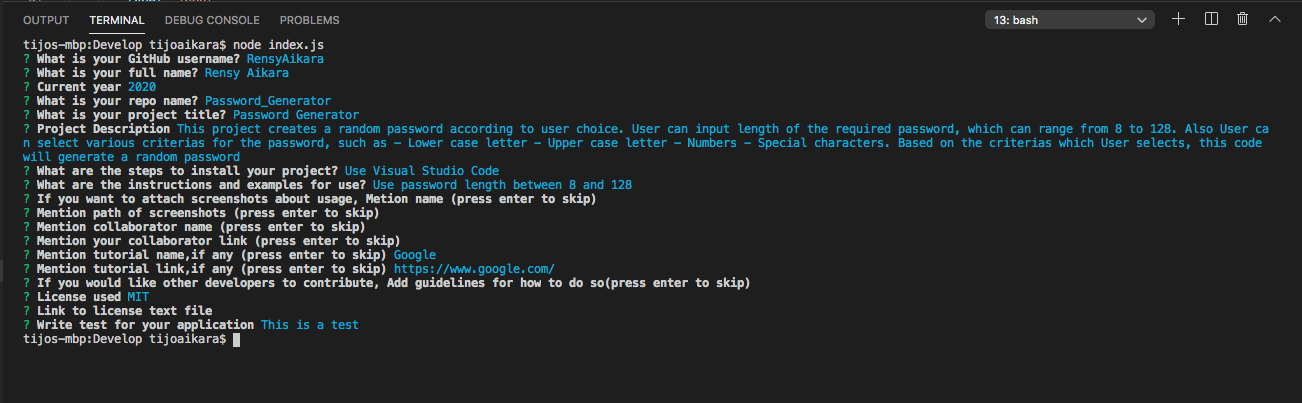 OUTPUT TERMINAL DEBUG CONSOLE PROBLEMS 13: bash
tijos-mbp:Develop tijoaikara$ node index.js
? What is your GitHub username? RensyAikara
? What is your full name? Rensy Aikara
? Current year 2020
? What is your repo name? Password_Generator
? What is your project title? Password Generator
? Project Description This project creates a random password according to user choice. User can input length of the required password, which can range from 8 to 128. Also User ca
n select various criterias for the password, such as - Lower case letter - Upper case letter - Numbers - Special characters. Based on the criterias which User selects, this code
will generate a random password
? What are the steps to install your project? Use Visual Studio Code
? What are the instructions and examples for use? Use password length between 8 and 128
? If you want to attach screenshots about usage, Metion name (press enter to skip)
? Mention path of screenshots (press enter to skip)
? Mention collaborator name (press enter to skip)
? Mention your collaborator link (press enter to skip)
? Mention tutorial name,if any (press enter to skip) Google
? Mention tutorial link,if any (press enter to skip) https://www.google.com/
? If you would like other developers to contribute, Add guidelines for how to do so(press enter to skip)
? License used MIT
? Link to license text file
? Write test for your application This is a test
tijos-mbp:Develop tijoaikara$